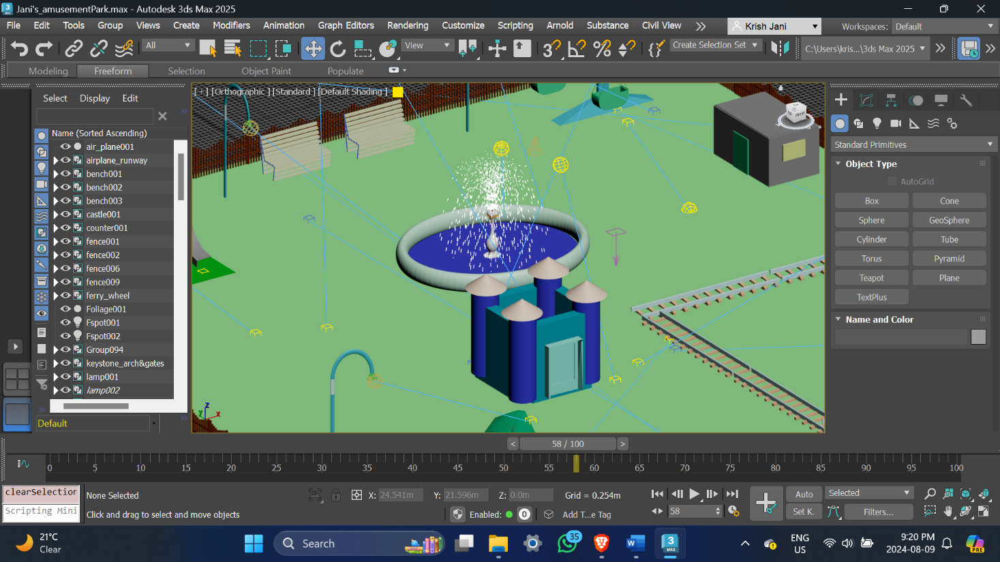 Jani's_amusementPark.max - Autodesk 3ds Max 2025
File Edit Tools Group Views Create Modifiers Animation Graph Editors Rendering Customize Scripting Arnold Substance Civil View Krish Jani Workspaces: Default
All View Create Selection Set C:\Users\kris...\3ds Max 2025
Modeling Freeform Selection Object Paint Populate
Select Display Edit
[ + ] [Orthographic ] [Standard ] [Default Shading ]
Name (Sorted Ascending)
air_plane001
airplane_runway
bench001
bench002
bench003
castle001
counter001
fence001
fence002
fence006
fence009
ferry_wheel
Foliage001
Fspot001
Fspot002
Group094
keystone_arch&gates
lamp001
lamp002
Default
z
x
y
Standard Primitives
Object Type
AutoGrid
Box Cone
Sphere GeoSphere
Cylinder Tube
Torus Pyramid
Teapot Plane
TextPlus
Name and Color
< 58 / 100 >
0 5 10 15 20 25 30 35 40 45 50 55 60 65 70 75 80 85 90 95 100
clearSelectior
Scripting Mini
None Selected
Click and drag to select and move objects
X: 24.541m Y: 21.596m Z: 0.0m Grid = 0.254m
Enabled: 0 Add T...e Tag
58
Auto Selected
Set K. Filters...
21°C
Clear
Search
35
3
MAX
ENG
US
9:20 PM
2024-08-09
PRE